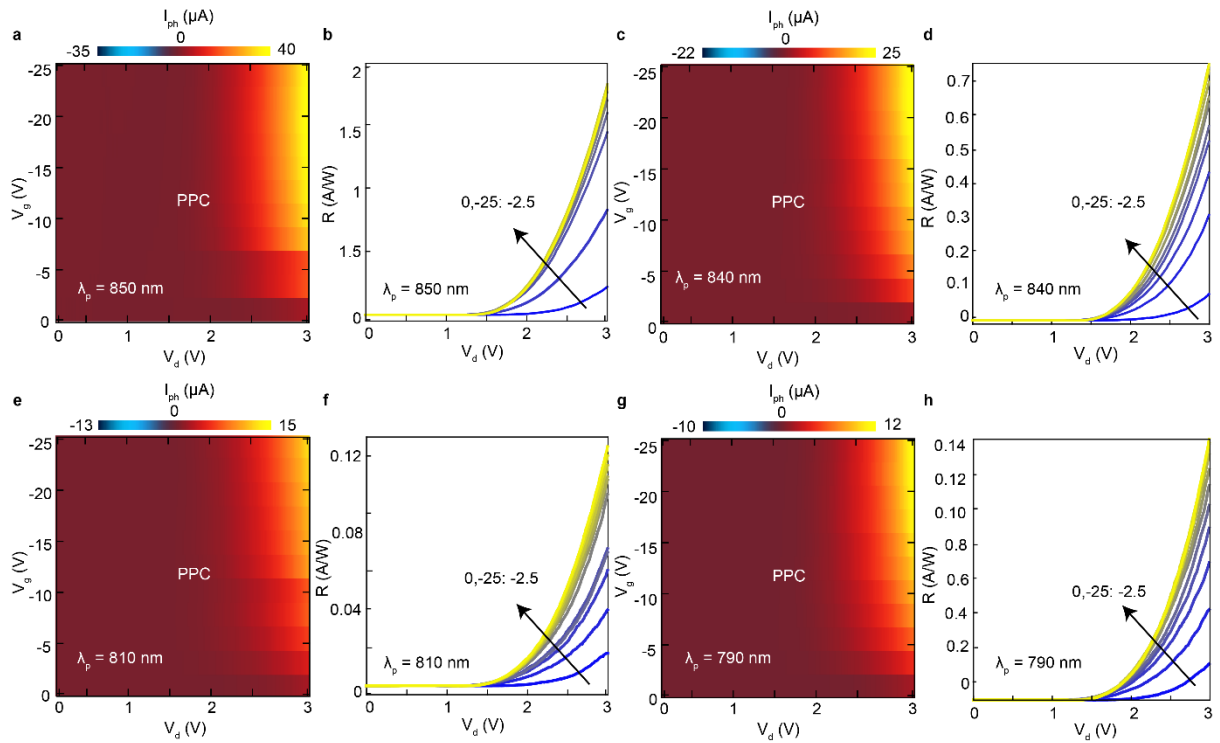 I_ph (µA)
a
-35
0
40
-25
-20
-15
-10
-5
0
V_g (V)
PPC
λ_p = 850 nm
0
1
2
3
V_d (V)
b
2
1.5
1
1.5
0
R (A/W)
0,-25: -2.5
λ_p = 850 nm
0
1
2
3
V_d (V)
I_ph (µA)
c
-22
0
25
-25
-20
-15
-10
-5
0
V_g (V)
PPC
λ_p = 840 nm
0
1
2
3
V_d (V)
d
0.7
0.6
0.5
0.4
0.3
0.2
0.1
0
R (A/W)
0,-25: -2.5
λ_p = 840 nm
0
1
2
3
V_d (V)
I_ph (µA)
e
-13
0
15
-25
-20
-15
-10
-5
0
V_g (V)
PPC
λ_p = 810 nm
0
1
2
3
V_d (V)
f
0.12
0.08
0.04
0
R (A/W)
0,-25: -2.5
λ_p = 810 nm
0
1
2
3
V_d (V)
I_ph (µA)
g
-10
0
12
-25
-20
-15
-10
-5
0
V_g (V)
PPC
λ_p = 790 nm
0
1
2
3
V_d (V)
h
0.14
0.12
0.10
0.08
0.13
0.06
0.04
0.02
0
R (A/W)
0,-25: -2.5
λ_p = 790 nm
0
1
2
3
V_d (V)